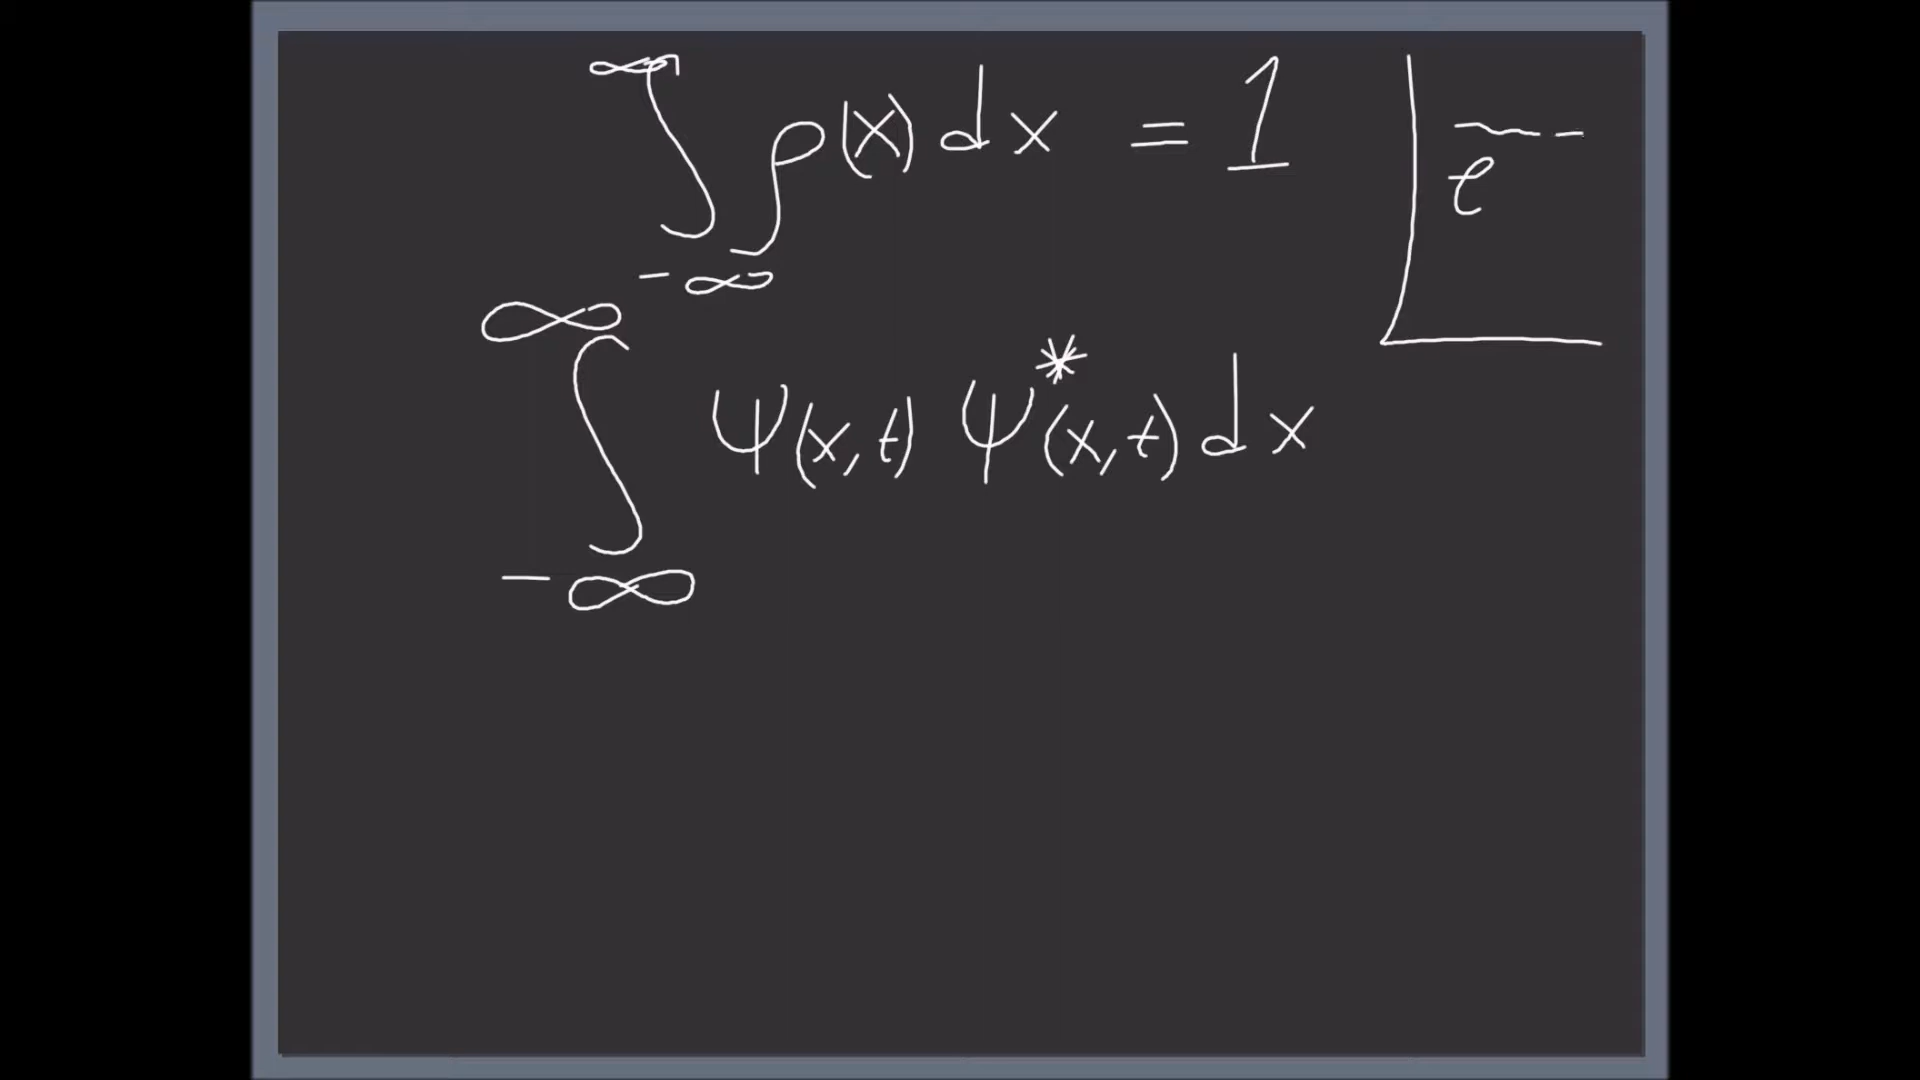 ∫_{-∞}^{∞} ρ(x) dx = 1
e
∫_{-∞}^{∞} ψ(x,t) ψ*(x,t) dx